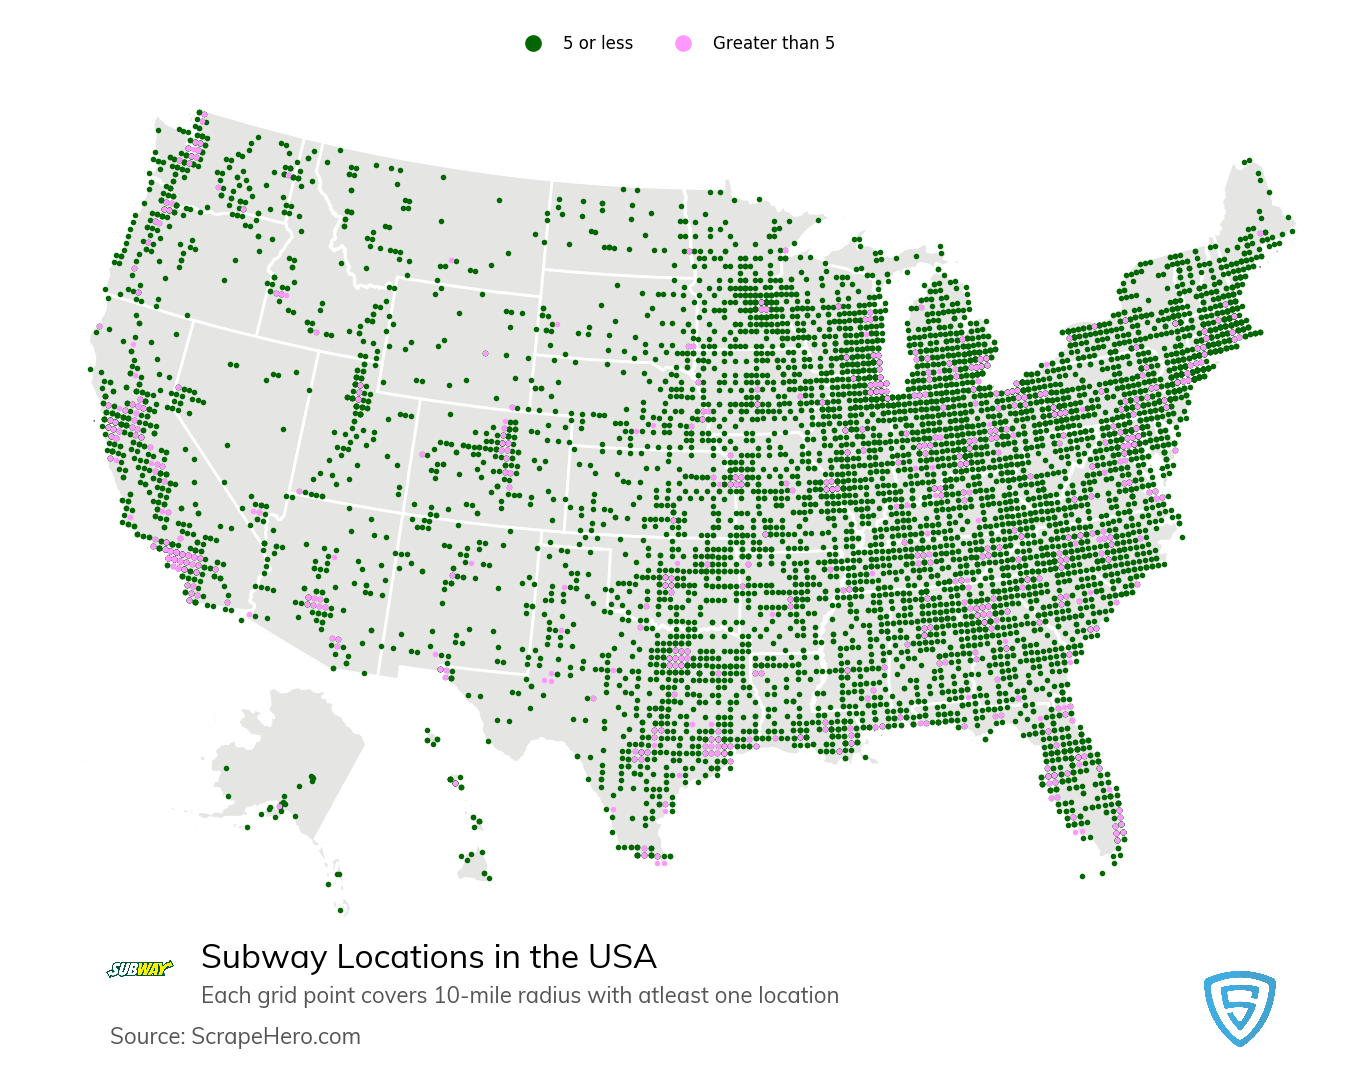 5 or less
Greater than 5
SUBWAY
Subway Locations in the USA
Each grid point covers 10-mile radius with atleast one location
Source: ScrapeHero.com